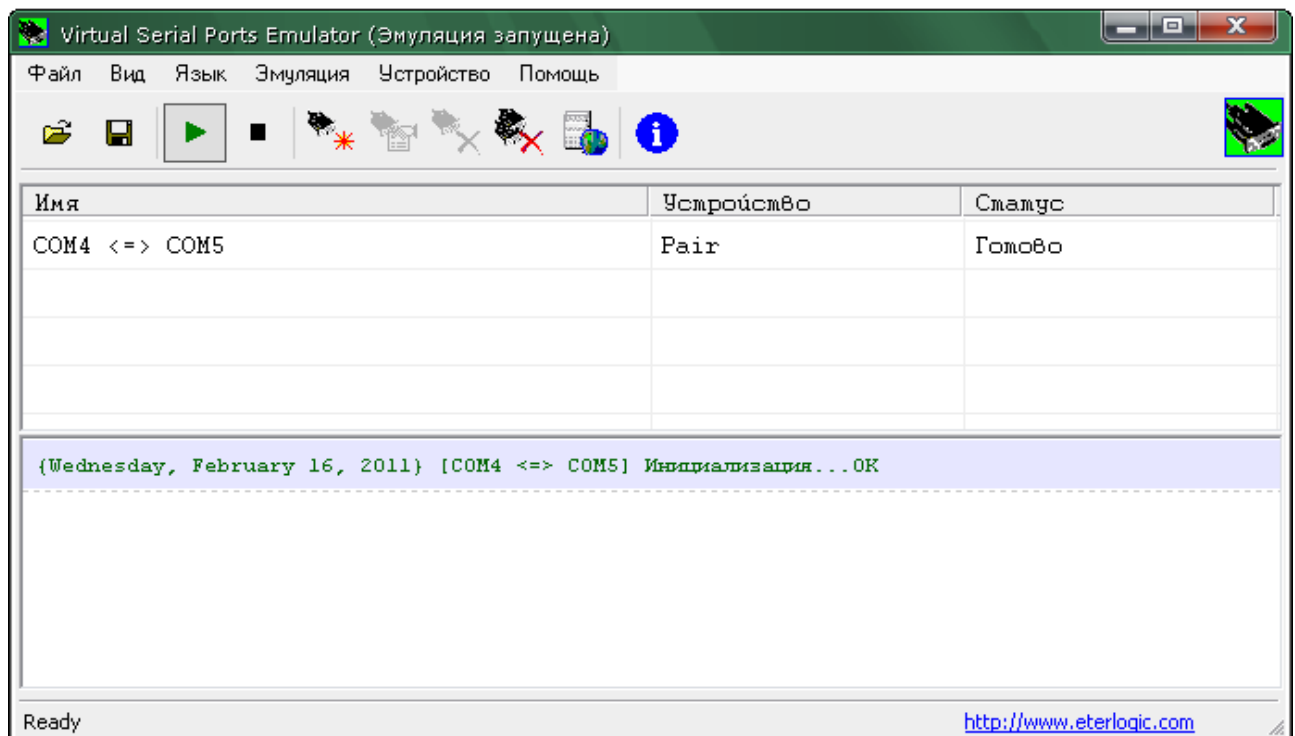 Virtual Serial Ports Emulator (Эмуляция запущена)
Файл Вид Язык Эмуляция Устройство Помощь
Имя Устройство Статус
COM4 <=> COM5 Pair Готово
{Wednesday, February 16, 2011} [COM4 <=> COM5] Инициализация...OK
Ready http://www.eterlogic.com